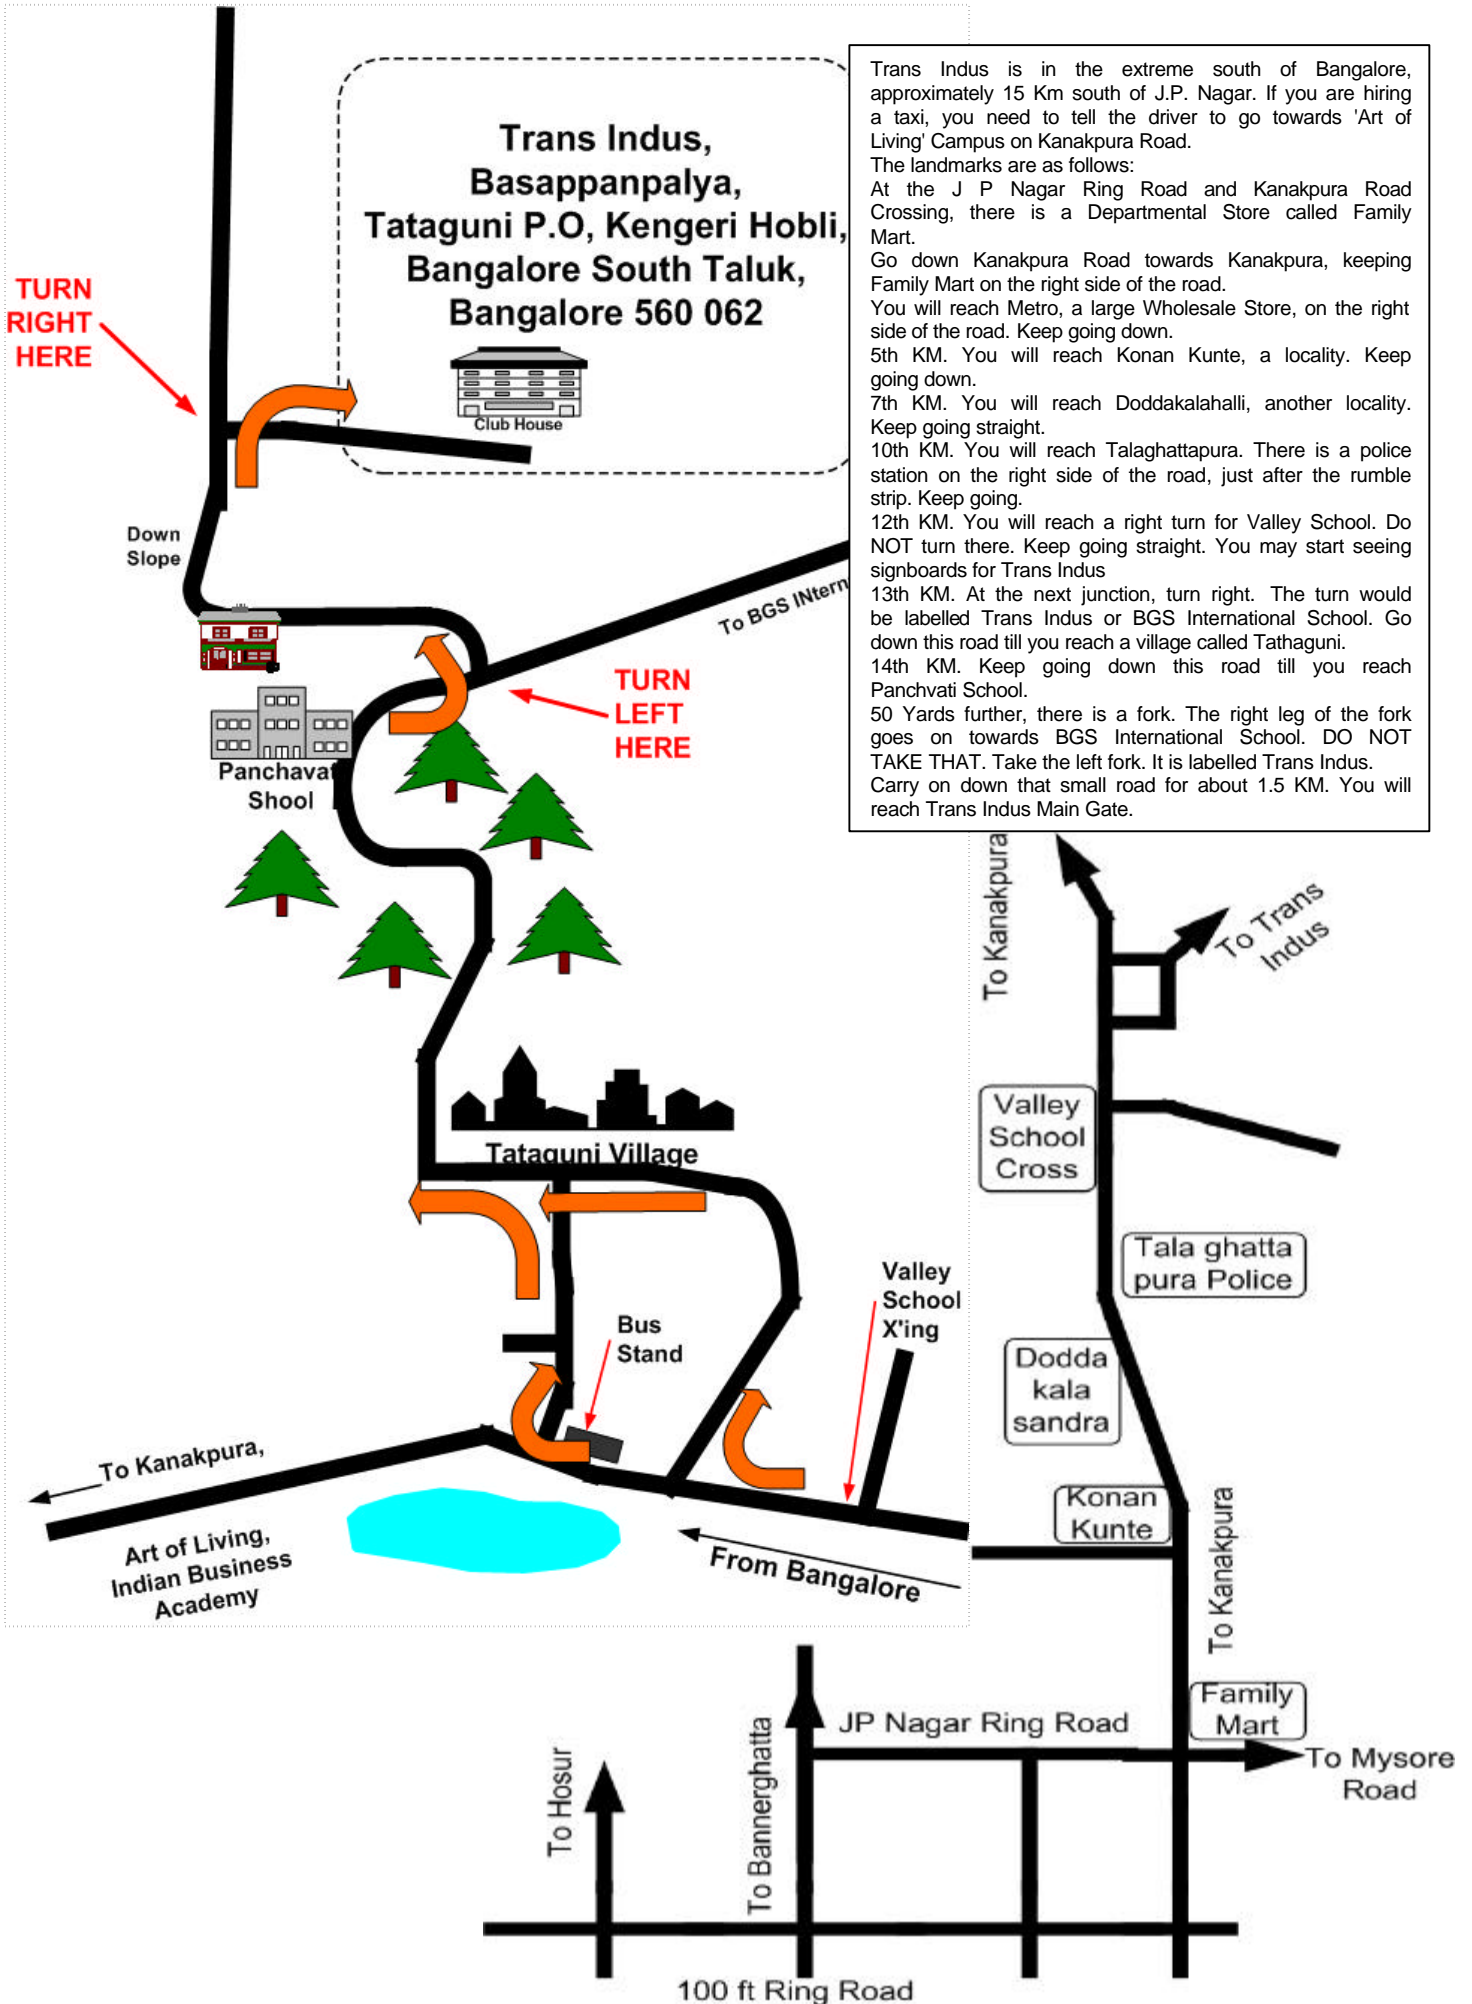 Trans Indus,
Basappanpalya,
Tataguni P.O, Kengeri Hobli,
Bangalore South Taluk,
Bangalore 560 062
Club House
TURN
RIGHT
HERE
Down
Slope
To BGS INtern
TURN
LEFT
HERE
Panchavat
Shool
Tataguni Village
Bus
Stand
Valley
School
X'ing
To Kanakpura,
Art of Living,
Indian Business
Academy
From Bangalore
Trans Indus is in the extreme south of Bangalore,
approximately 15 Km south of J.P. Nagar. If you are hiring
a taxi, you need to tell the driver to go towards 'Art of
Living' Campus on Kanakpura Road.
The landmarks are as follows:
At the J P Nagar Ring Road and Kanakpura Road
Crossing, there is a Departmental Store called Family
Mart.
Go down Kanakpura Road towards Kanakpura, keeping
Family Mart on the right side of the road.
You will reach Metro, a large Wholesale Store, on the right
side of the road. Keep going down.
5th KM. You will reach Konan Kunte, a locality. Keep
going down.
7th KM. You will reach Doddakalahalli, another locality.
Keep going straight.
10th KM. You will reach Talaghattapura. There is a police
station on the right side of the road, just after the rumble
strip. Keep going.
12th KM. You will reach a right turn for Valley School. Do
NOT turn there. Keep going straight. You may start seeing
signboards for Trans Indus
13th KM. At the next junction, turn right. The turn would
be labelled Trans Indus or BGS International School. Go
down this road till you reach a village called Tathaguni.
14th KM. Keep going down this road till you reach
Panchvati School.
50 Yards further, there is a fork. The right leg of the fork
goes on towards BGS International School. DO NOT
TAKE THAT. Take the left fork. It is labelled Trans Indus.
Carry on down that small road for about 1.5 KM. You will
reach Trans Indus Main Gate.
To Kanakpura
To Trans
Indus
Valley
School
Cross
Tala ghatta
pura Police
Dodda
kala
sandra
Konan
Kunte
To Kanakpura
Family
Mart
JP Nagar Ring Road
To Mysore
Road
To Hosur
To Bannerghatta
100 ft Ring Road